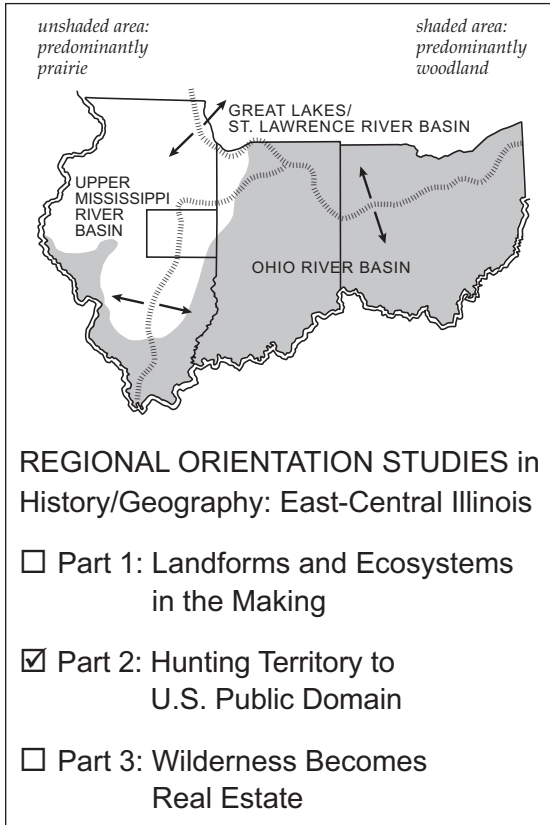 unshaded area:
predominantly
prairie
shaded area:
predominantly
woodland
GREAT LAKES/
ST. LAWRENCE RIVER BASIN
UPPER
MISSISSIPPI
RIVER
BASIN
OHIO RIVER BASIN
REGIONAL ORIENTATION STUDIES in
History/Geography: East-Central Illinois
☐ Part 1: Landforms and Ecosystems
in the Making
☑ Part 2: Hunting Territory to
U.S. Public Domain
☐ Part 3: Wilderness Becomes
Real Estate